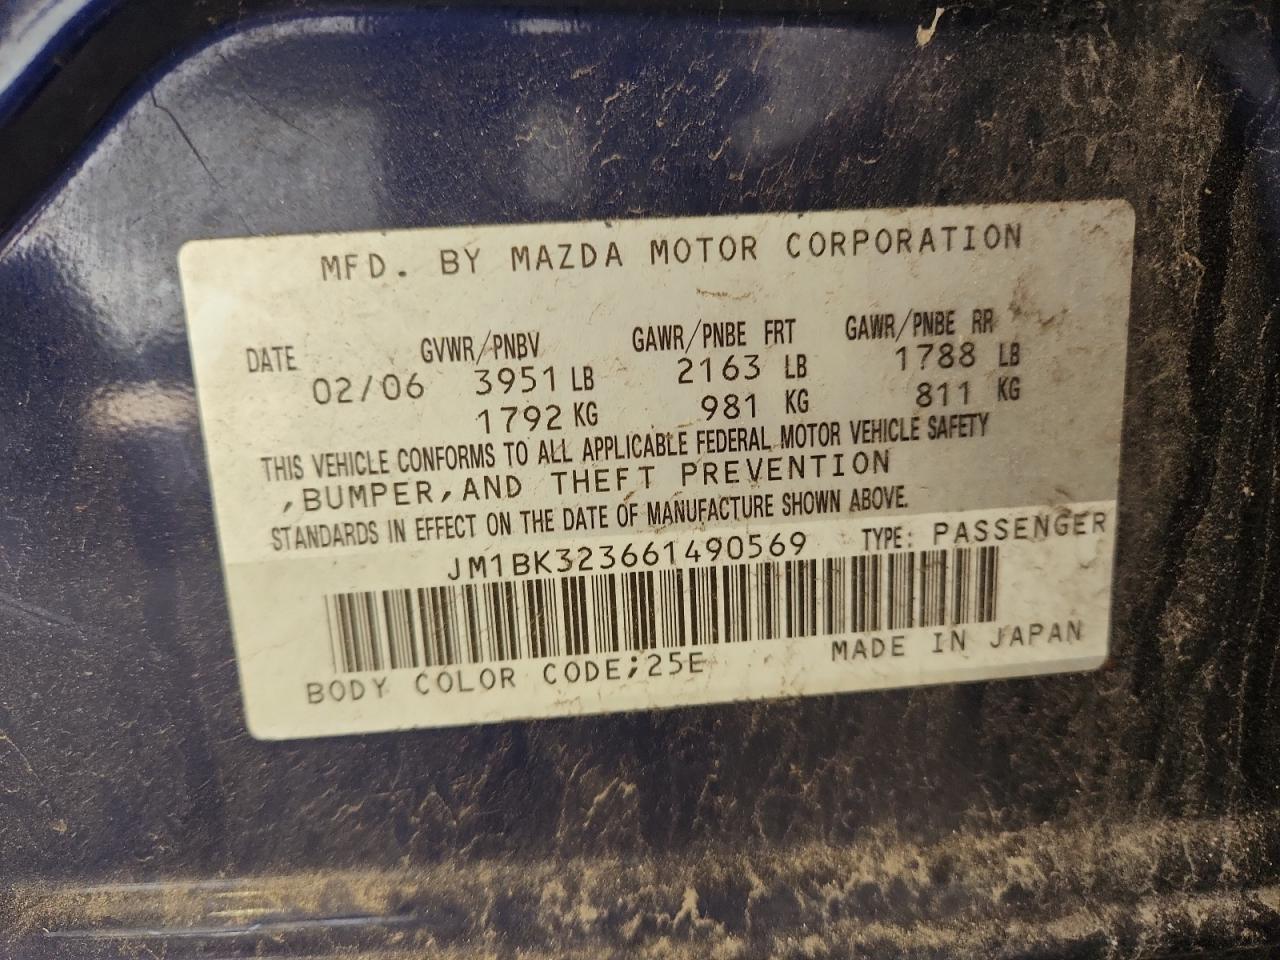 MFD. BY MAZDA MOTOR CORPORATION
DATE GVWR/PNBV GAWR/PNBE FRT GAWR/PNBE RR
02/06 3951 LB 2163 LB 1788 LB
1792 KG 981 KG 811 KG
THIS VEHICLE CONFORMS TO ALL APPLICABLE FEDERAL MOTOR VEHICLE SAFETY
,BUMPER,AND THEFT PREVENTION
STANDARDS IN EFFECT ON THE DATE OF MANUFACTURE SHOWN ABOVE.
JM1BK323661490569 TYPE: PASSENGER
BODY COLOR CODE;25E MADE IN JAPAN